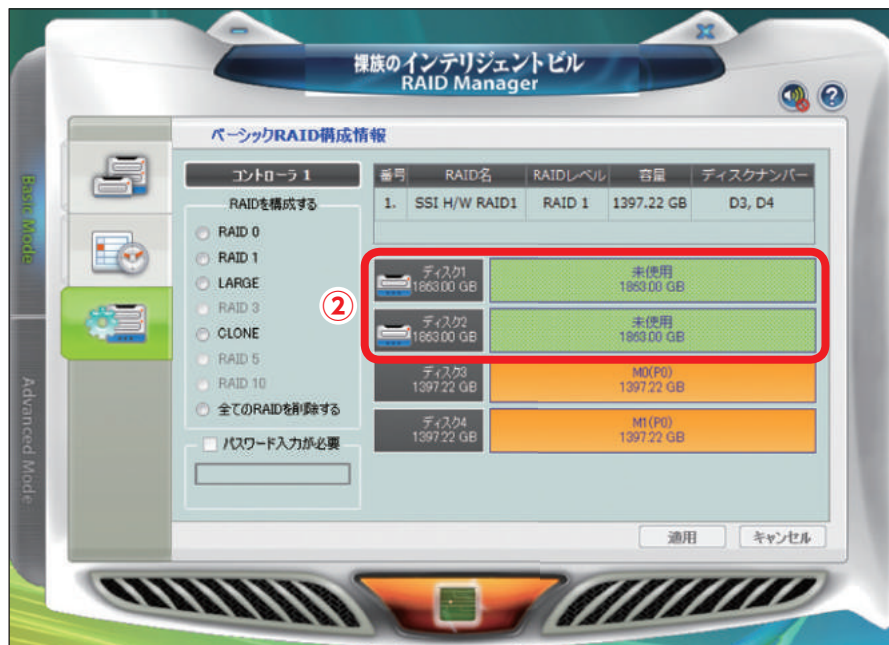 裸族のインテリジェントビル
RAID Manager
ベーシックRAID構成情報
Basic Mode
Advanced Mode
コントローラ 1
RAIDを構成する
RAID 0
RAID 1
LARGE
RAID 3
CLONE
RAID 5
RAID 10
全てのRAIDを削除する
パスワード入力が必要
番号 RAID名 RAIDレベル 容量 ディスクナンバー
1. SSI H/W RAID1 RAID 1 1397.22 GB D3, D4
②
ディスク1 未使用
1863.00 GB 1863.00 GB
ディスク2 未使用
1863.00 GB 1863.00 GB
ディスク3 M0(P0)
1397.22 GB 1397.22 GB
ディスク4 M1(P0)
1397.22 GB 1397.22 GB
適用 キャンセル